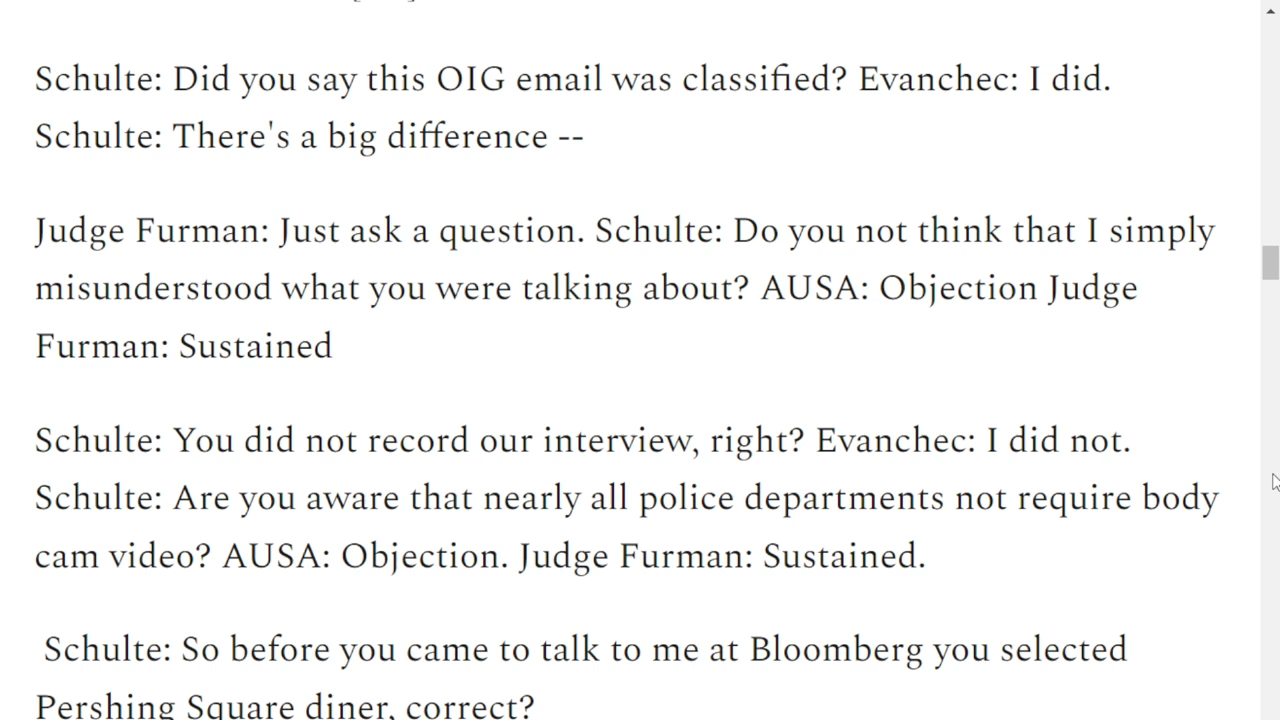 Schulte: Did you say this OIG email was classified? Evanchec: I did.
Schulte: There's a big difference --
Judge Furman: Just ask a question. Schulte: Do you not think that I simply
misunderstood what you were talking about? AUSA: Objection Judge
Furman: Sustained
Schulte: You did not record our interview, right? Evanchec: I did not.
Schulte: Are you aware that nearly all police departments not require body
cam video? AUSA: Objection. Judge Furman: Sustained.
Schulte: So before you came to talk to me at Bloomberg you selected
Pershing Square diner, correct?